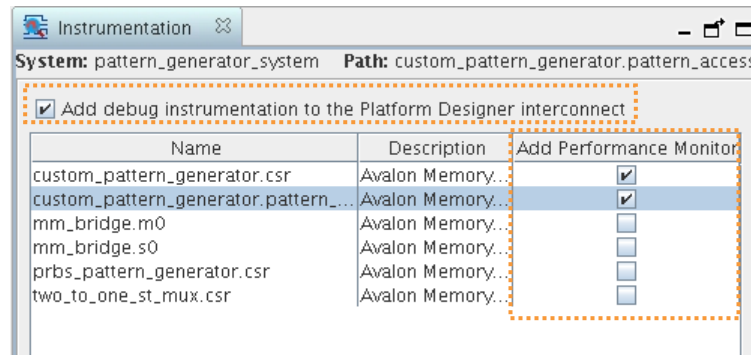 Instrumentation
System: pattern_generator_system Path: custom_pattern_generator.pattern_access
Add debug instrumentation to the Platform Designer interconnect
Name Description Add Performance Monitor
custom_pattern_generator.csr Avalon Memory...
custom_pattern_generator.pattern_... Avalon Memory...
mm_bridge.m0 Avalon Memory...
mm_bridge.s0 Avalon Memory...
prbs_pattern_generator.csr Avalon Memory...
two_to_one_st_mux.csr Avalon Memory...